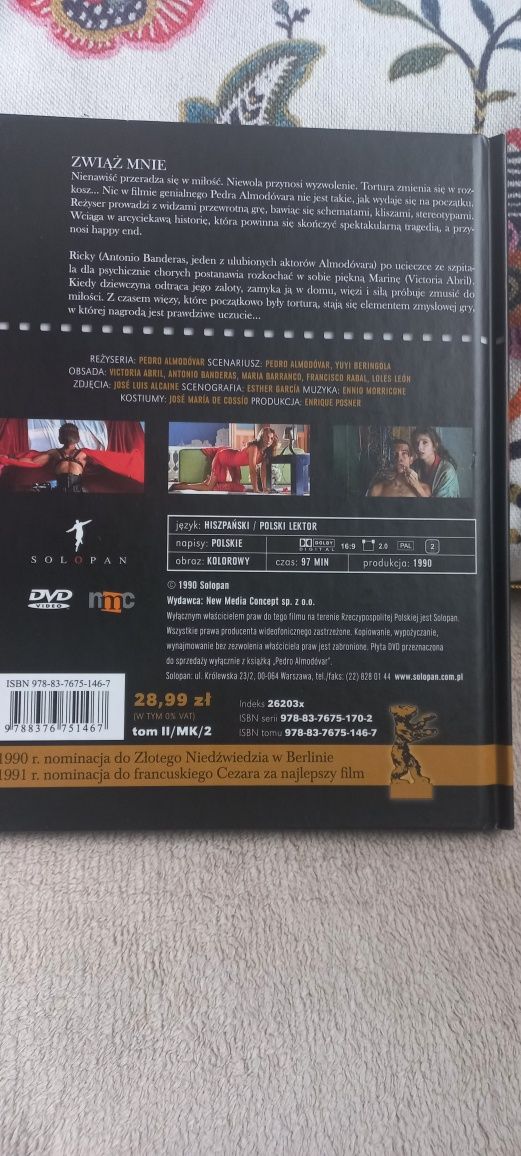 ZWIĄŻ MNIE
Nienawiść przeradza się w miłość. Niewola przynosi wyzwolenie. Tortura zmienia się w roz-
kosz... Nic w filmie genialnego Pedra Almodóvara nie jest takie, jak wydaje się na początku.
Reżyser prowadzi z widzami przewrotną grę, bawiąc się schematami, kliszami, stereotypami.
Wciąga w arcyciekawą historię, która powinna się skończyć spektakularną tragedią, a przy-
nosi happy end.
Ricky (Antonio Banderas, jeden z ulubionych aktorów Almodóvara) po ucieczce ze szpita-
la dla psychicznie chorych postanawia rozkochać w sobie piękną Marinę (Victoria Abril).
Kiedy dziewczyna odtrąca jego zaloty, zamyka ją w domu, więzi i siłą próbuje zmusić do
miłości. Z czasem więzy, które początkowo były torturą, stają się elementem zmysłowej gry,
w której nagrodą jest prawdziwe uczucie...
REŻYSERIA: PEDRO ALMODÓVAR SCENARIUSZ: PEDRO ALMODÓVAR, YUYI BERINGOLA
OBSADA: VICTORIA ABRIL, ANTONIO BANDERAS, MARIA BARRANCO, FRANCISCO RABAL, LOLES LEÓN
ZDJĘCIA: JOSÉ LUIS ALCAINE SCENOGRAFIA: ESTHER GARCÍA MUZYKA: ENNIO MORRICONE
KOSTIUMY: JOSÉ MARÍA DE COSSÍO PRODUKCJA: ENRIQUE POSNER
SOLOPAN
język: HISZPAŃSKI / POLSKI LEKTOR
napisy: POLSKIE DOLBY DIGITAL 16:9 2.0 PAL 2
obraz: KOLOROWY czas: 97 MIN produkcja: 1990
DVD VIDEO nmc
© 1990 Solopan
Wydawca: New Media Concept sp. z o.o.
Wyłącznym właścicielem praw do tego filmu na terenie Rzeczypospolitej Polskiej jest Solopan.
Wszystkie prawa producenta wideofonicznego zastrzeżone. Kopiowanie, wypożyczanie,
wynajmowanie bez zezwolenia właściciela praw jest zabronione. Płyta DVD przeznaczona
do sprzedaży wyłącznie z książką „Pedro Almodóvar".
Solopan: ul. Królewska 23/2, 00-064 Warszawa, tel./faks: (22) 828 01 44 www.solopan.com.pl
ISBN 978-83-7675-146-7
9 788376 751467
28,99 zł
(W TYM 0% VAT)
tom II/MK/2
Indeks 26203x
ISBN serii 978-83-7675-170-2
ISBN tomu 978-83-7675-146-7
1990 r. nominacja do Złotego Niedźwiedzia w Berlinie
1991 r. nominacja do francuskiego Cezara za najlepszy film